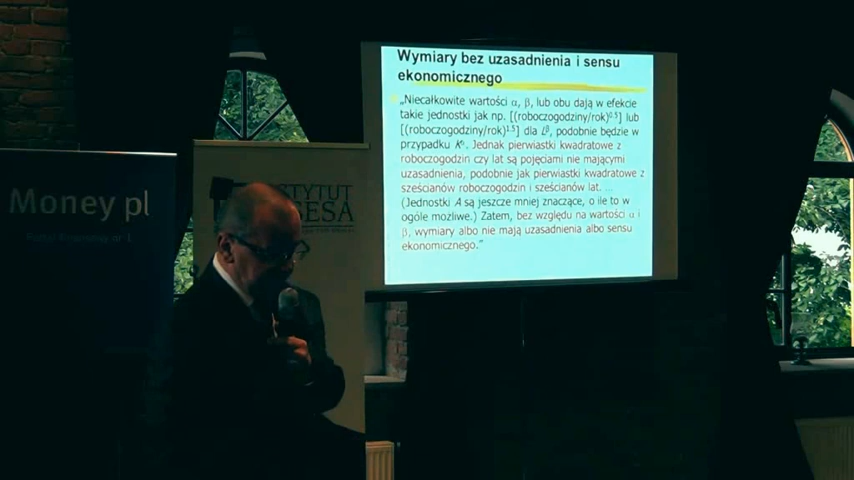 Wymiary bez uzasadnienia i sensu
ekonomicznego
„Niecałkowite wartości α, β, lub obu dają w efekcie
takie jednostki jak np. [(roboczogodziny/rok)^0.5] lub
[(roboczogodziny/rok)^1.5] dla L^β, podobnie będzie w
przypadku K^α. Jednak pierwiastki kwadratowe z
roboczogodzin czy lat są pojęciami nie mającymi
uzasadnienia, podobnie jak pierwiastki kwadratowe z
sześcianów roboczogodzin i sześcianów lat. ...
(Jednostki A są jeszcze mniej znaczące, o ile to w
ogóle możliwe.) Zatem, bez względu na wartości α i
β, wymiary albo nie mają uzasadnienia albo sensu
ekonomicznego.”
Money pl
STYTUT
SESA